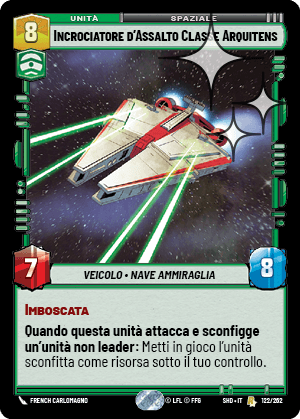 8
UNITÀ
SPAZIALE
INCROCIATORE D'ASSALTO CLASSE ARQUITENS
7
VEICOLO • NAVE AMMIRAGLIA
8
IMBOSCATA
Quando questa unità attacca e sconfigge
un'unità non leader: Metti in gioco l'unità
sconfitta come risorsa sotto il tuo controllo.
FRENCH CARLOMAGNO
© LFL © FFG
SHD • IT
122/262